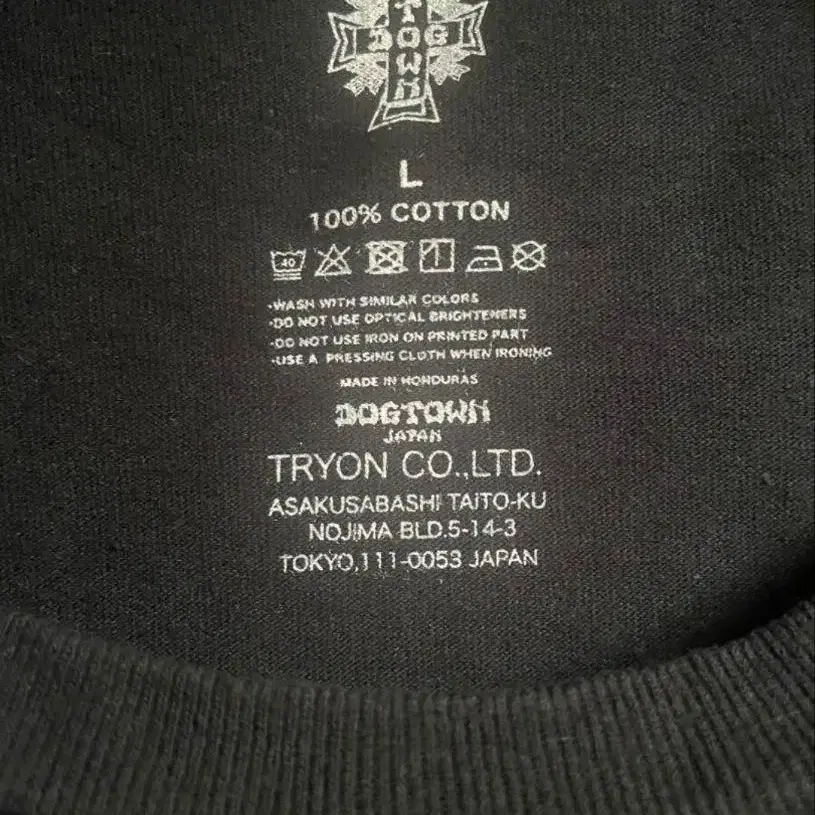 TOWN
DOG
L
100% COTTON
40
•WASH WITH SIMILAR COLORS
•DO NOT USE OPTICAL BRIGHTENERS
•DO NOT USE IRON ON PRINTED PART
•USE A PRESSING CLOTH WHEN IRONING
MADE IN HONDURAS
DOGTOWN
JAPAN
TRYON CO.,LTD.
ASAKUSABASHI TAITO-KU
NOJIMA BLD.5-14-3
TOKYO,111-0053 JAPAN